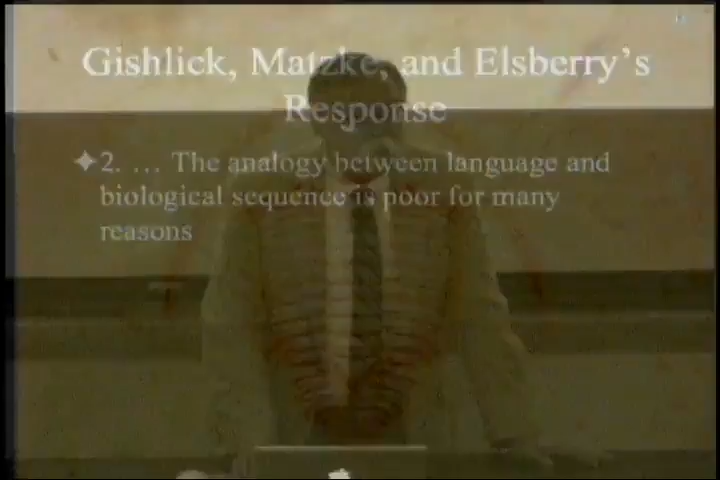 Gishlick, Matzke, and Elsberry's
Response
✦2. … The analogy between language and
biological sequence is poor for many
reasons